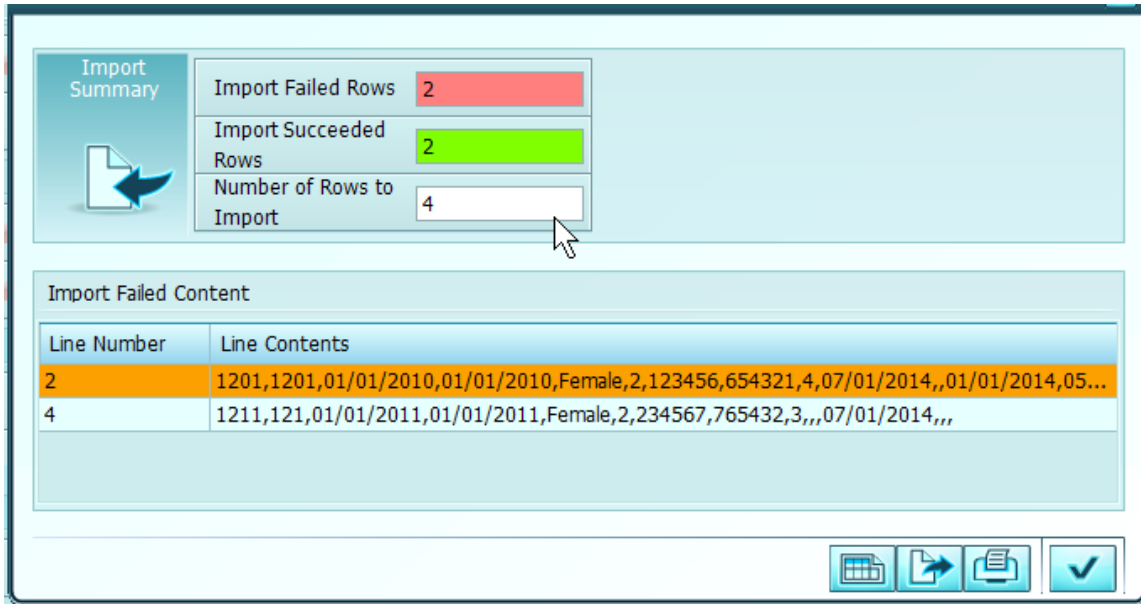 Import
Summary
Import Failed Rows 2
Import Succeeded
Rows 2
Number of Rows to
Import 4
Import Failed Content
Line Number Line Contents
2 1201,1201,01/01/2010,01/01/2010,Female,2,123456,654321,4,07/01/2014,,01/01/2014,05...
4 1211,121,01/01/2011,01/01/2011,Female,2,234567,765432,3,,,07/01/2014,,,